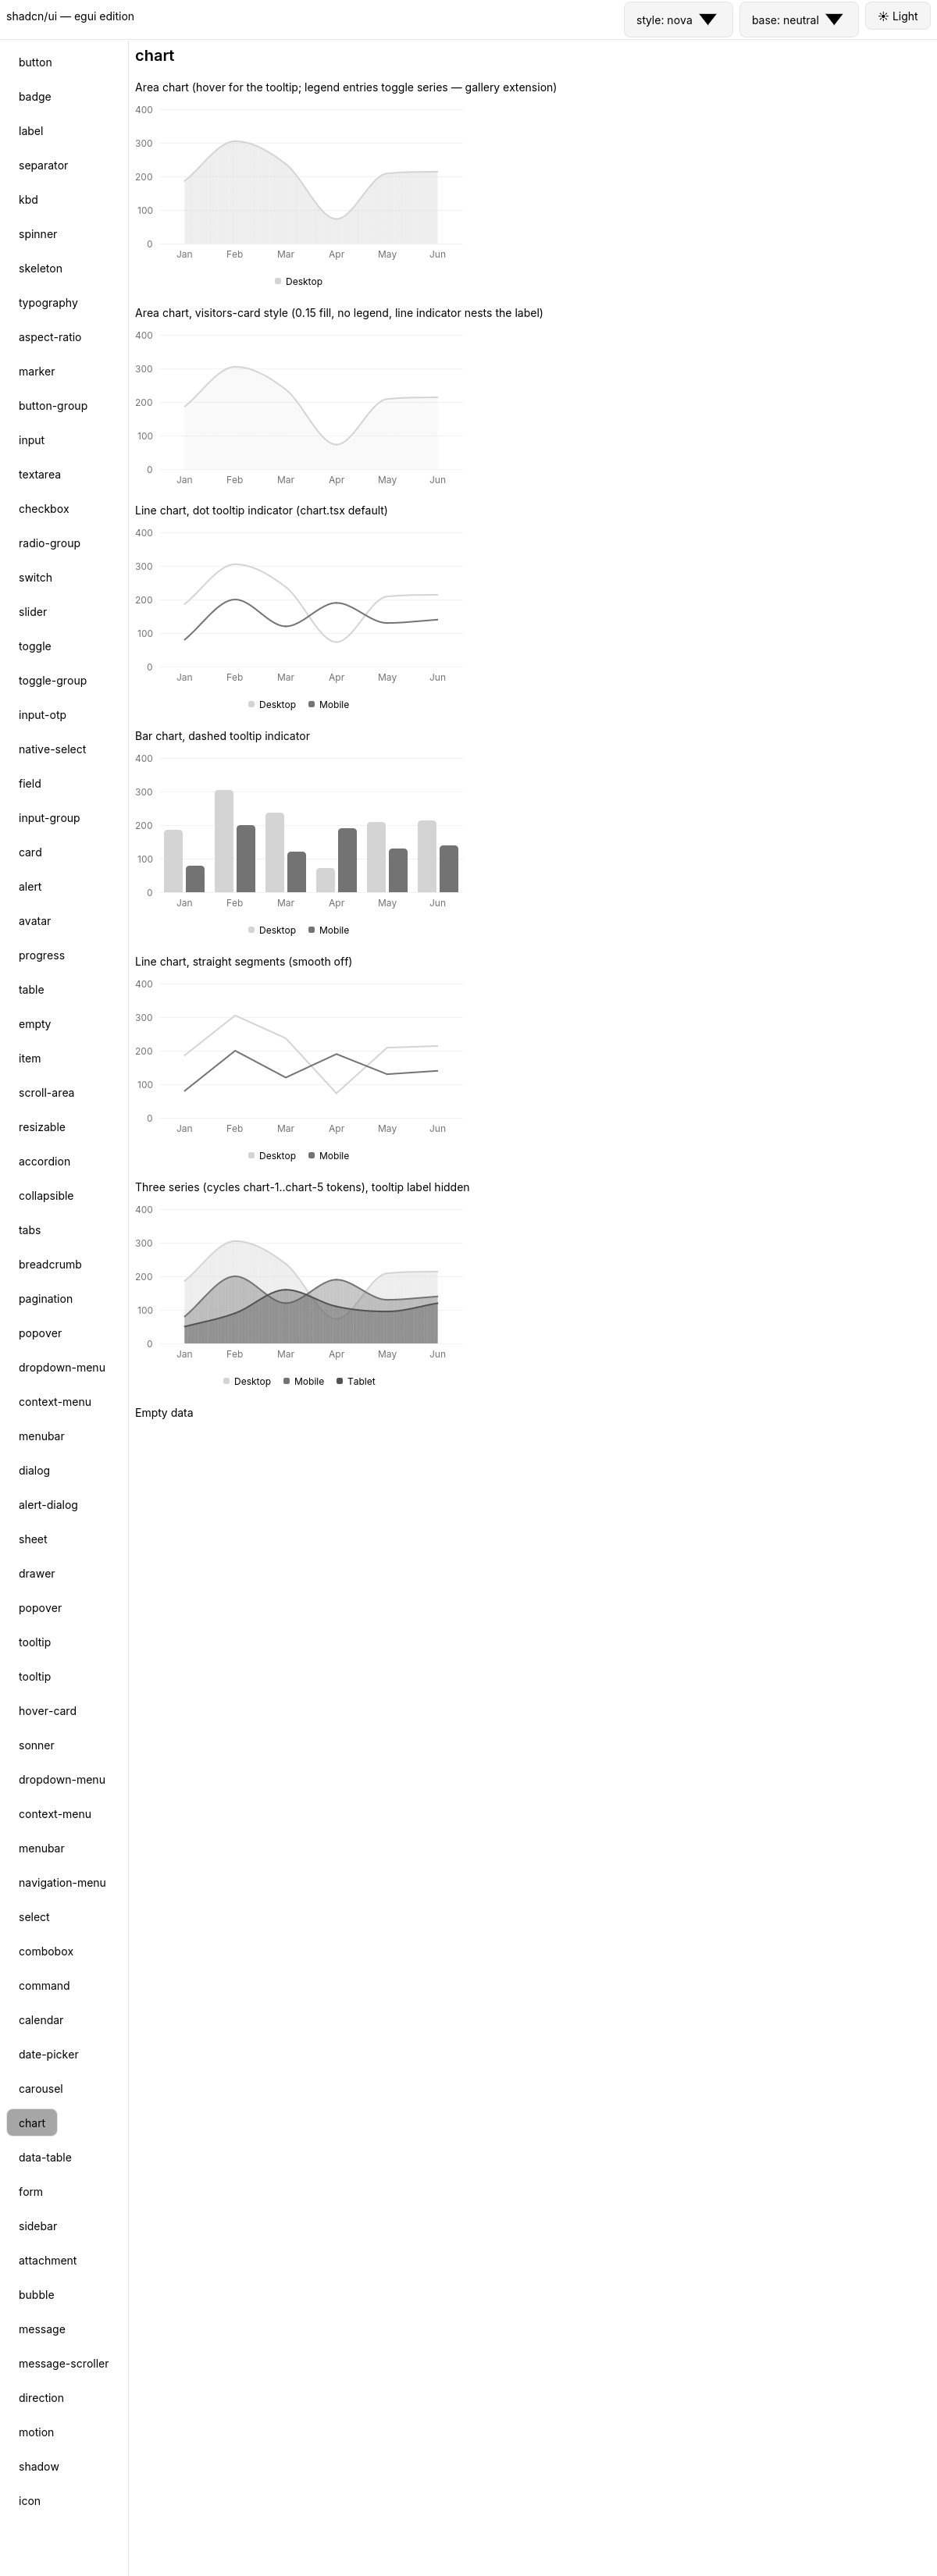 shadcn/ui — egui edition
style: nova
base: neutral
☀ Light
button
badge
label
separator
kbd
spinner
skeleton
typography
aspect-ratio
marker
button-group
input
textarea
checkbox
radio-group
switch
slider
toggle
toggle-group
input-otp
native-select
field
input-group
card
alert
avatar
progress
table
empty
item
scroll-area
resizable
accordion
collapsible
tabs
breadcrumb
pagination
popover
dropdown-menu
context-menu
menubar
dialog
alert-dialog
sheet
drawer
popover
tooltip
tooltip
hover-card
sonner
dropdown-menu
context-menu
menubar
navigation-menu
select
combobox
command
calendar
date-picker
carousel
chart
data-table
form
sidebar
attachment
bubble
message
message-scroller
direction
motion
shadow
icon
chart
Area chart (hover for the tooltip; legend entries toggle series — gallery extension)
400
300
200
100
0
Jan Feb Mar Apr May Jun
Desktop
Area chart, visitors-card style (0.15 fill, no legend, line indicator nests the label)
400
300
200
100
0
Jan Feb Mar Apr May Jun
Line chart, dot tooltip indicator (chart.tsx default)
400
300
200
100
0
Jan Feb Mar Apr May Jun
Desktop Mobile
Bar chart, dashed tooltip indicator
400
300
200
100
0
Jan Feb Mar Apr May Jun
Desktop Mobile
Line chart, straight segments (smooth off)
400
300
200
100
0
Jan Feb Mar Apr May Jun
Desktop Mobile
Three series (cycles chart-1..chart-5 tokens), tooltip label hidden
400
300
200
100
0
Jan Feb Mar Apr May Jun
Desktop Mobile Tablet
Empty data